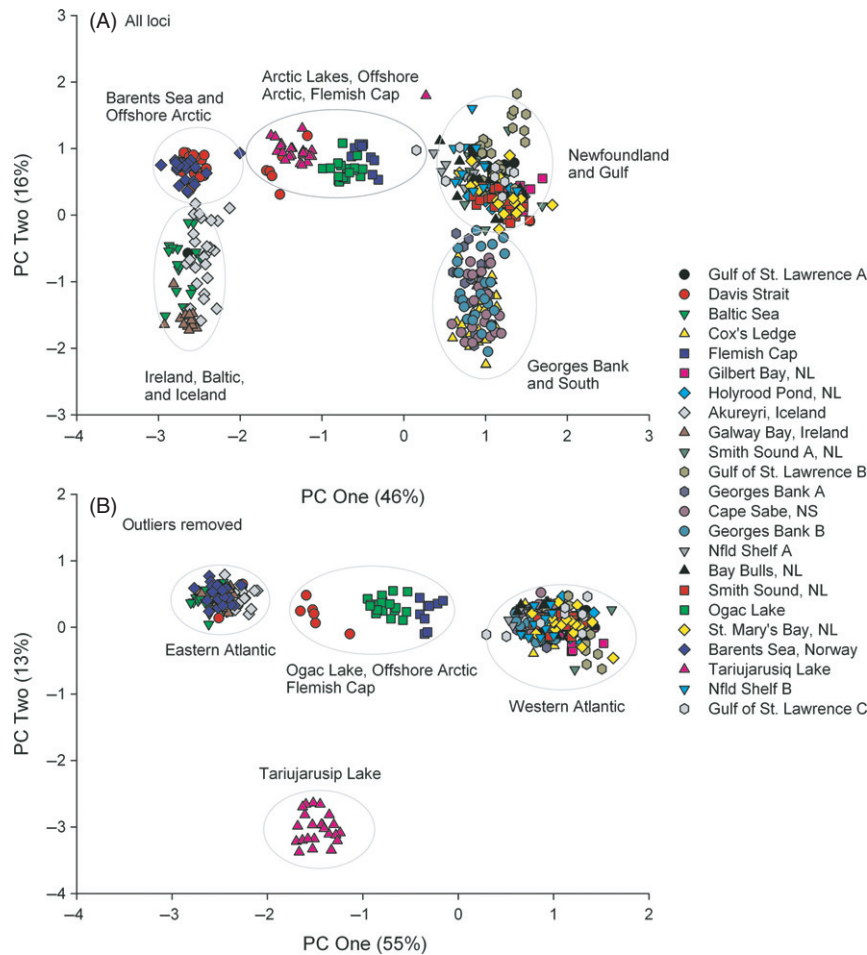 (A) All loci
3
2
1
0
–1
–2
–3
PC Two (16%)
–4 –3 –2 –1 0 1 2 3
PC One (46%)
Barents Sea and
Offshore Arctic
Arctic Lakes, Offshore
Arctic, Flemish Cap
Newfoundland
and Gulf
Ireland, Baltic,
and Iceland
Georges Bank
and South
(B)
Outliers removed
2
1
0
–1
–2
–3
–4
PC Two (13%)
–4 –3 –2 –1 0 1 2
PC One (55%)
Eastern Atlantic
Ogac Lake, Offshore Arctic
Flemish Cap
Western Atlantic
Tariujarusip Lake
Gulf of St. Lawrence A
Davis Strait
Baltic Sea
Cox's Ledge
Flemish Cap
Gilbert Bay, NL
Holyrood Pond, NL
Akureyri, Iceland
Galway Bay, Ireland
Smith Sound A, NL
Gulf of St. Lawrence B
Georges Bank A
Cape Sabe, NS
Georges Bank B
Nfld Shelf A
Bay Bulls, NL
Smith Sound, NL
Ogac Lake
St. Mary's Bay, NL
Barents Sea, Norway
Tariujarusiq Lake
Nfld Shelf B
Gulf of St. Lawrence C